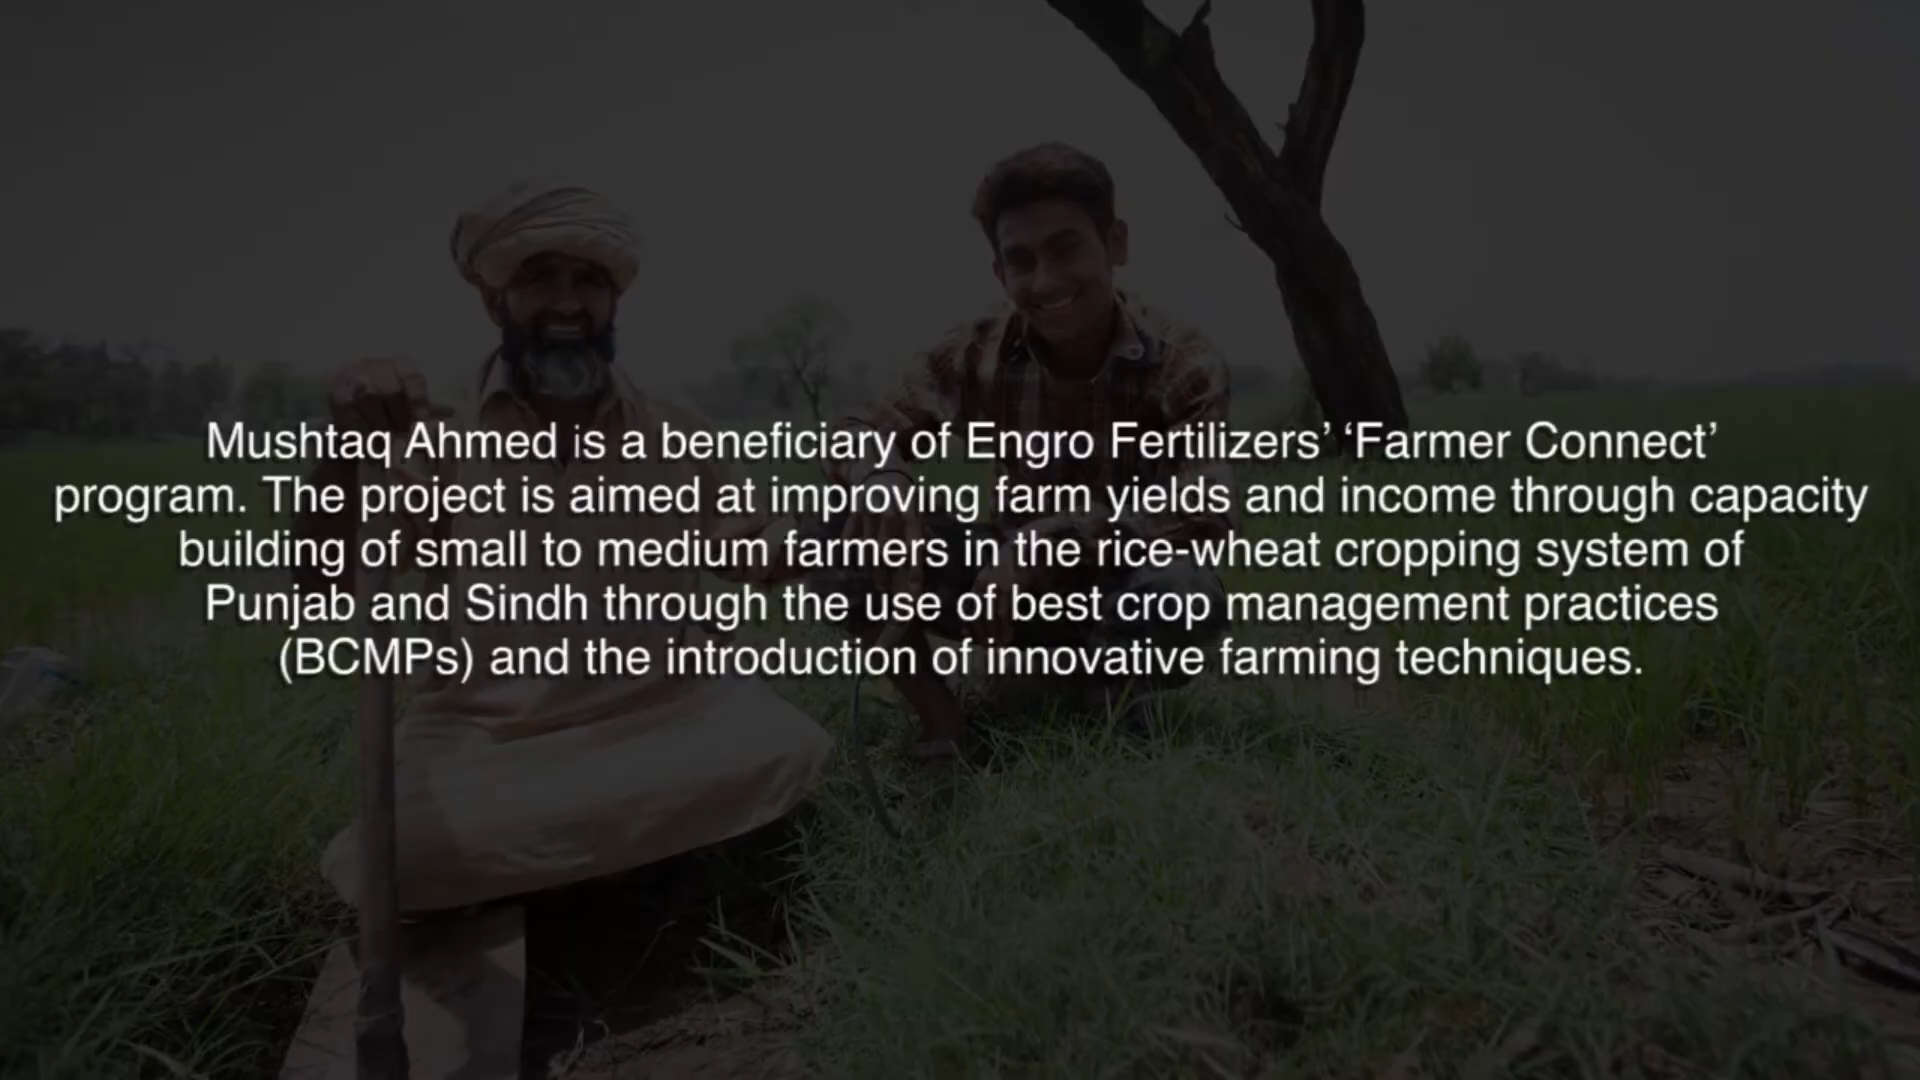 Mushtaq Ahmed is a beneficiary of Engro Fertilizers’ ‘Farmer Connect’
program. The project is aimed at improving farm yields and income through capacity
building of small to medium farmers in the rice-wheat cropping system of
Punjab and Sindh through the use of best crop management practices
(BCMPs) and the introduction of innovative farming techniques.